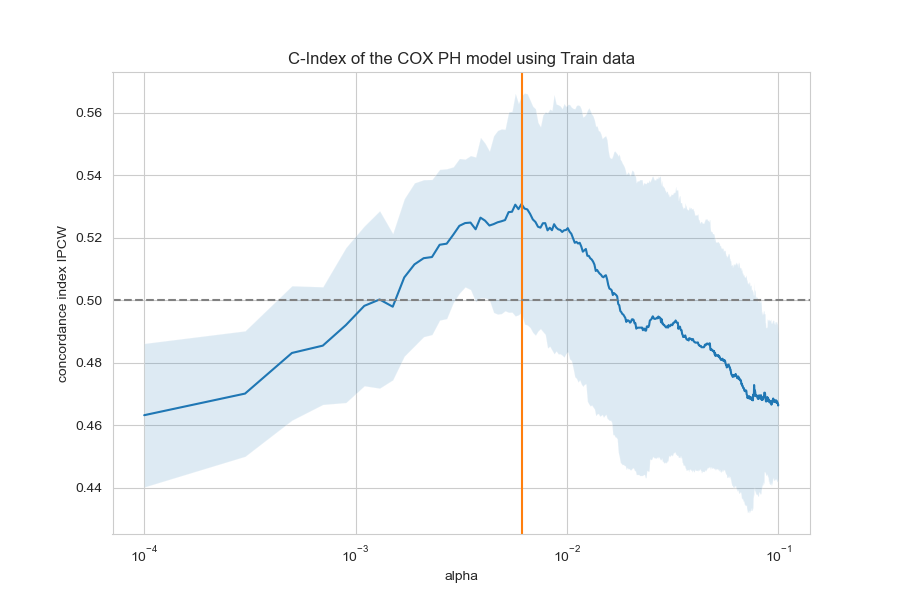 C-Index of the COX PH model using Train data
concordance index IPCW
0.56
0.54
0.52
0.50
0.48
0.46
0.44
10⁻⁴ 10⁻³ 10⁻² 10⁻¹
alpha